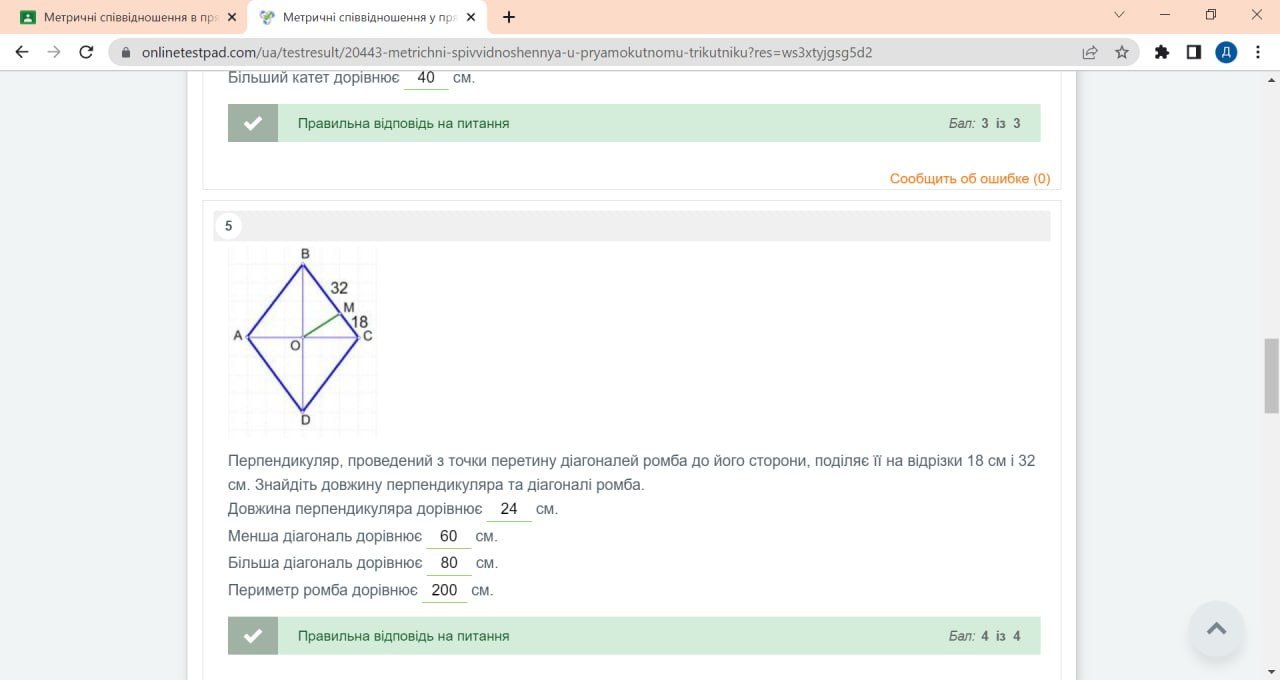 Метричні співвідношення в пря
Метричні співвідношення у пря
onlinetestpad.com/ua/testresult/20443-metrichni-spivvidnoshennya-u-pryamokutnomu-trikutniku?res=ws3xtyjgsg5d2
Д
Більший катет дорівнює 40 см.
Правильна відповідь на питання
Бал: 3 із 3
Сообщить об ошибке (0)
5
B
32
M
18
A
O
C
D
Перпендикуляр, проведений з точки перетину діагоналей ромба до його сторони, поділяє її на відрізки 18 см і 32
см. Знайдіть довжину перпендикуляра та діагоналі ромба.
Довжина перпендикуляра дорівнює 24 см.
Менша діагональ дорівнює 60 см.
Більша діагональ дорівнює 80 см.
Периметр ромба дорівнює 200 см.
Правильна відповідь на питання
Бал: 4 із 4